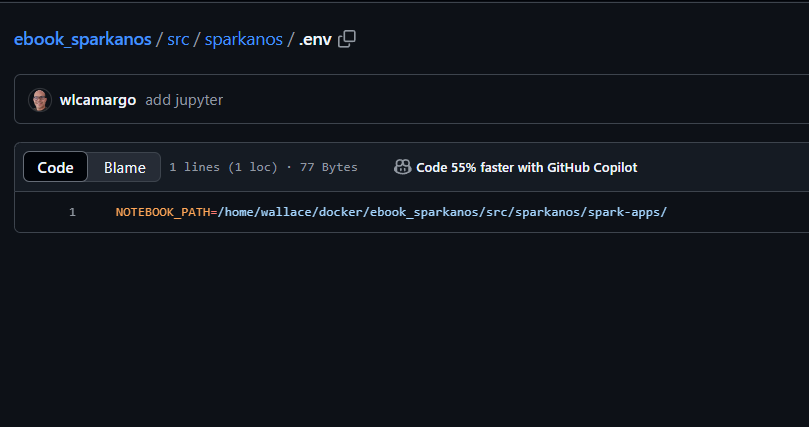 ebook_sparkanos / src / sparkanos / .env
wlcamargo add jupyter
Code Blame 1 lines (1 loc) · 77 Bytes Code 55% faster with GitHub Copilot
1 NOTEBOOK_PATH=/home/wallace/docker/ebook_sparkanos/src/sparkanos/spark-apps/